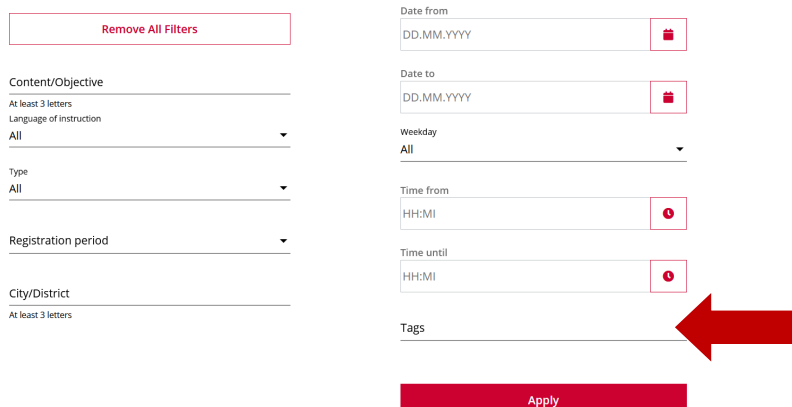 Remove All Filters
Content/Objective
At least 3 letters
Language of instruction
All
Type
All
Registration period
City/District
At least 3 letters
Date from
DD.MM.YYYY
Date to
DD.MM.YYYY
Weekday
All
Time from
HH:MI
Time until
HH:MI
Tags
Apply